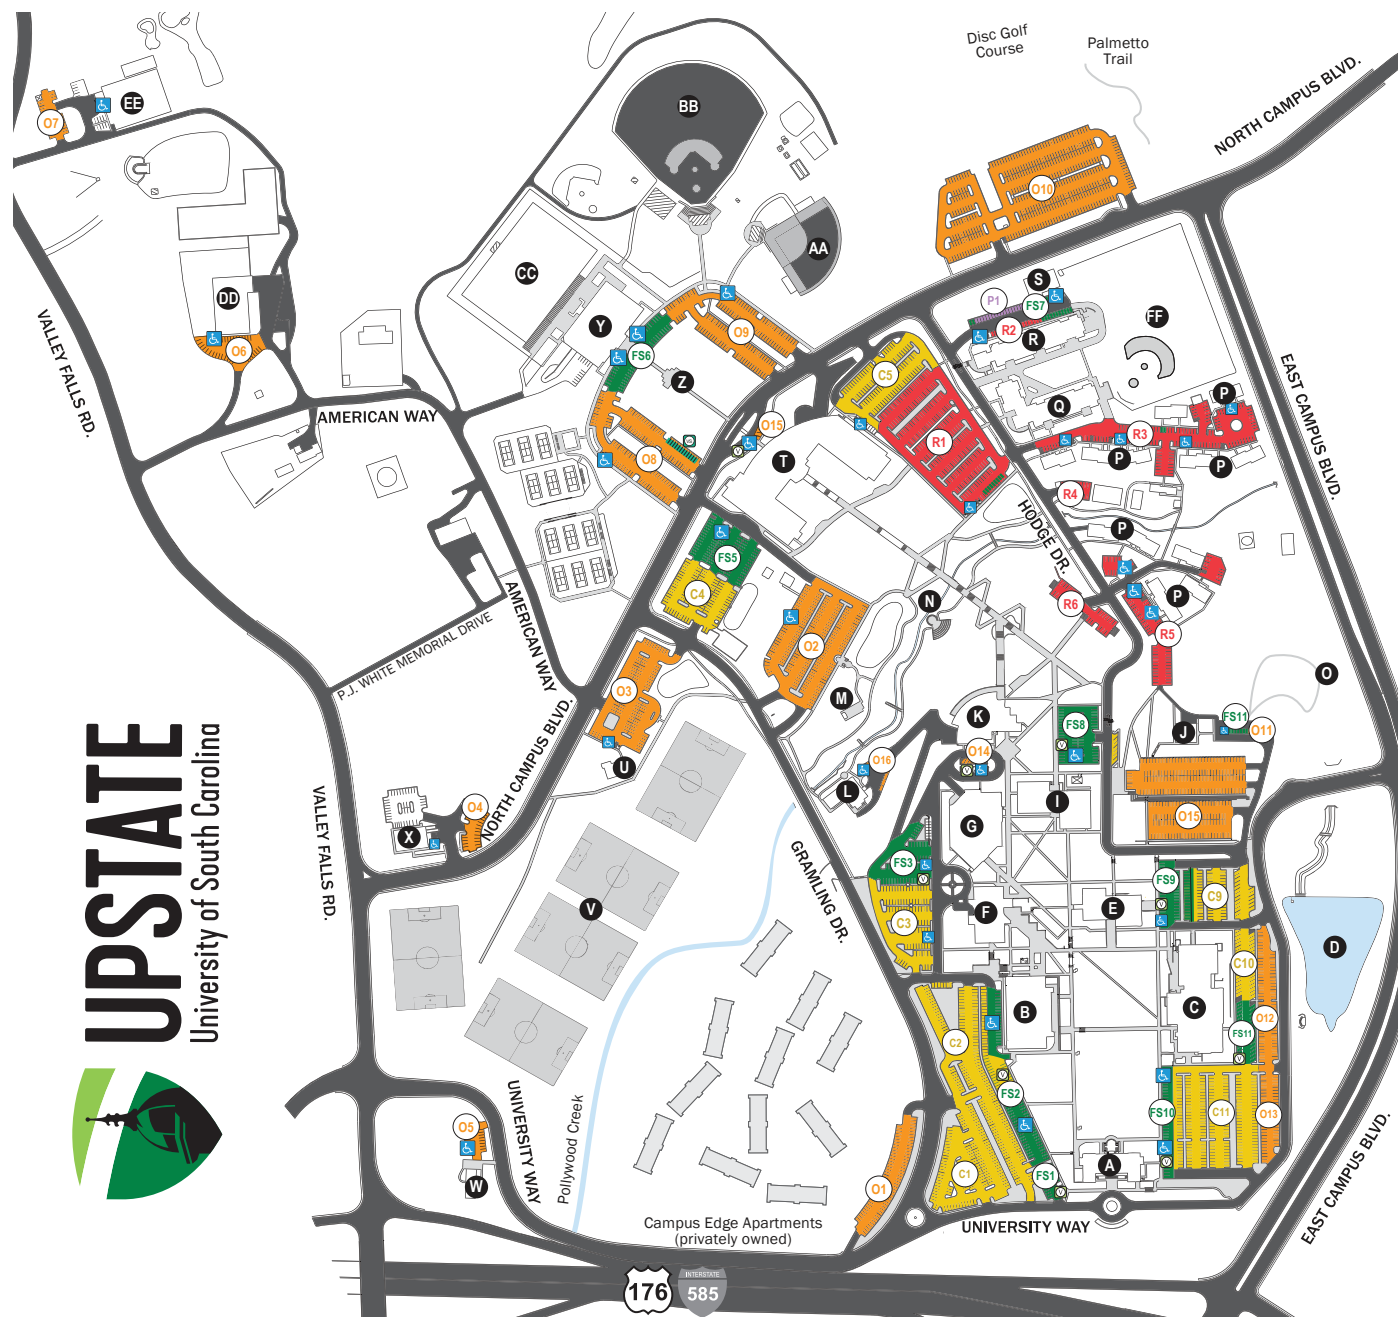 Disc Golf
Course
Palmetto
Trail
NORTH CAMPUS BLVD.
BB
EE
O7
O10
AA
CC
S
P1
FS7
R2
R
FF
DD
O6
Y
FS6
O9
Z
C5
VALLEY FALLS RD.
EAST CAMPUS BLVD.
AMERICAN WAY
P
Q
O15
V
R1
R3
P
P
O8
T
R4
HODGE DR.
P
FS5
C4
AMERICAN WAY
N
R6
P
R5
P.J. WHITE MEMORIAL DRIVE
O2
O3
M
O
NORTH CAMPUS BLVD.
K
FS8
V
FS11
J
O11
U
O14
V
O16
L
I
UPSTATE
University of South Carolina
VALLEY FALLS RD.
X
O4
G
O15
GRAMLING DR.
FS3
V
FS9
V
C9
V
F
E
C3
D
C10
B
C
O12
FS11
V
C2
V
FS2
FS10
C11
O13
UNIVERSITY WAY
Pollywood Creek
O5
W
A
V
C1
FS1
V
O1
Campus Edge Apartments
(privately owned)
UNIVERSITY WAY
EAST CAMPUS BLVD.
176
INTERSTATE
585